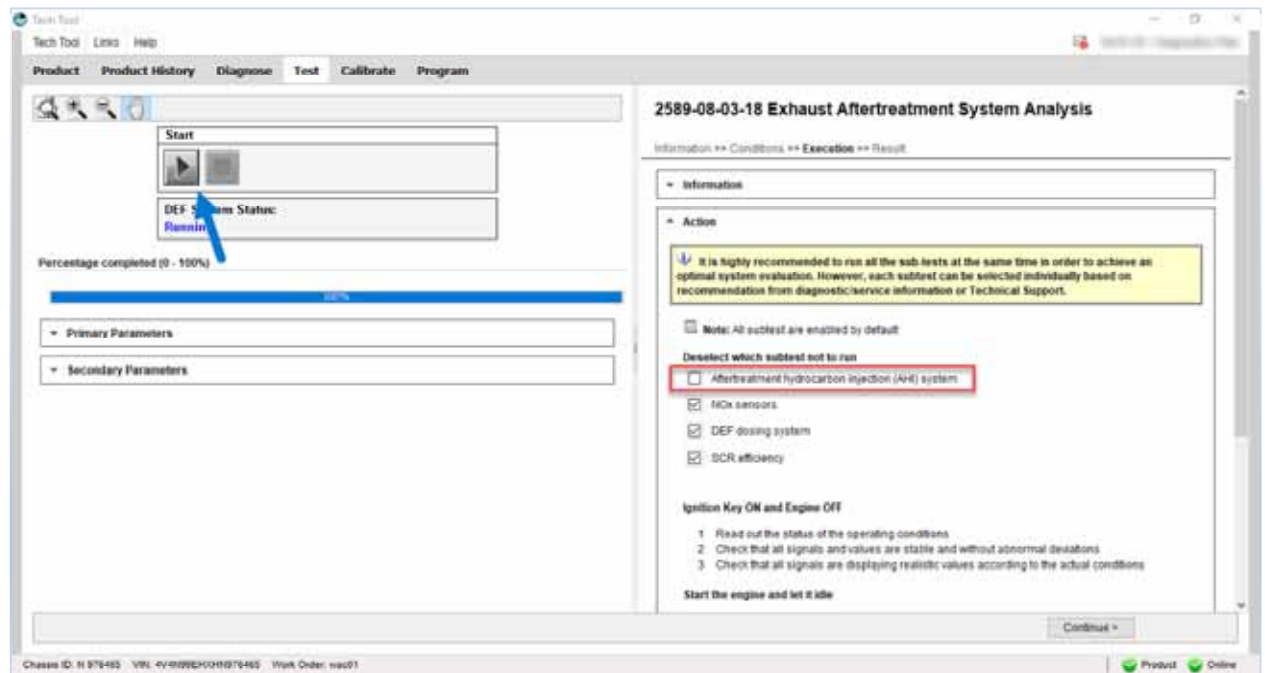 Tech Tool
Tech Tool Links Help
Product Product History Diagnose Test Calibrate Program
Start
DEF System Status:
Running
Percentage completed (0 - 100%)
100%
Primary Parameters
Secondary Parameters
2589-08-03-18 Exhaust Aftertreatment System Analysis
Information >> Conditions >> Execution >> Result
Information
Action
It is highly recommended to run all the sub-tests at the same time in order to achieve an
optimal system evaluation. However, each subtest can be selected individually based on
recommendation from diagnostic/service information or Technical Support.
Note: All subtest are enabled by default
Deselect which subtest not to run
Aftertreatment hydrocarbon injection (AHI) system
NOx sensors.
DEF dosing system
SCR efficiency
Ignition Key ON and Engine OFF
1 Read out the status of the operating conditions
2 Check that all signals and values are stable and without abnormal deviations
3 Check that all signals are displaying realistic values according to the actual conditions
Start the engine and let it idle
Continue >
Chassis ID: N 976465 VIN: Work Order: wac01
Product Online